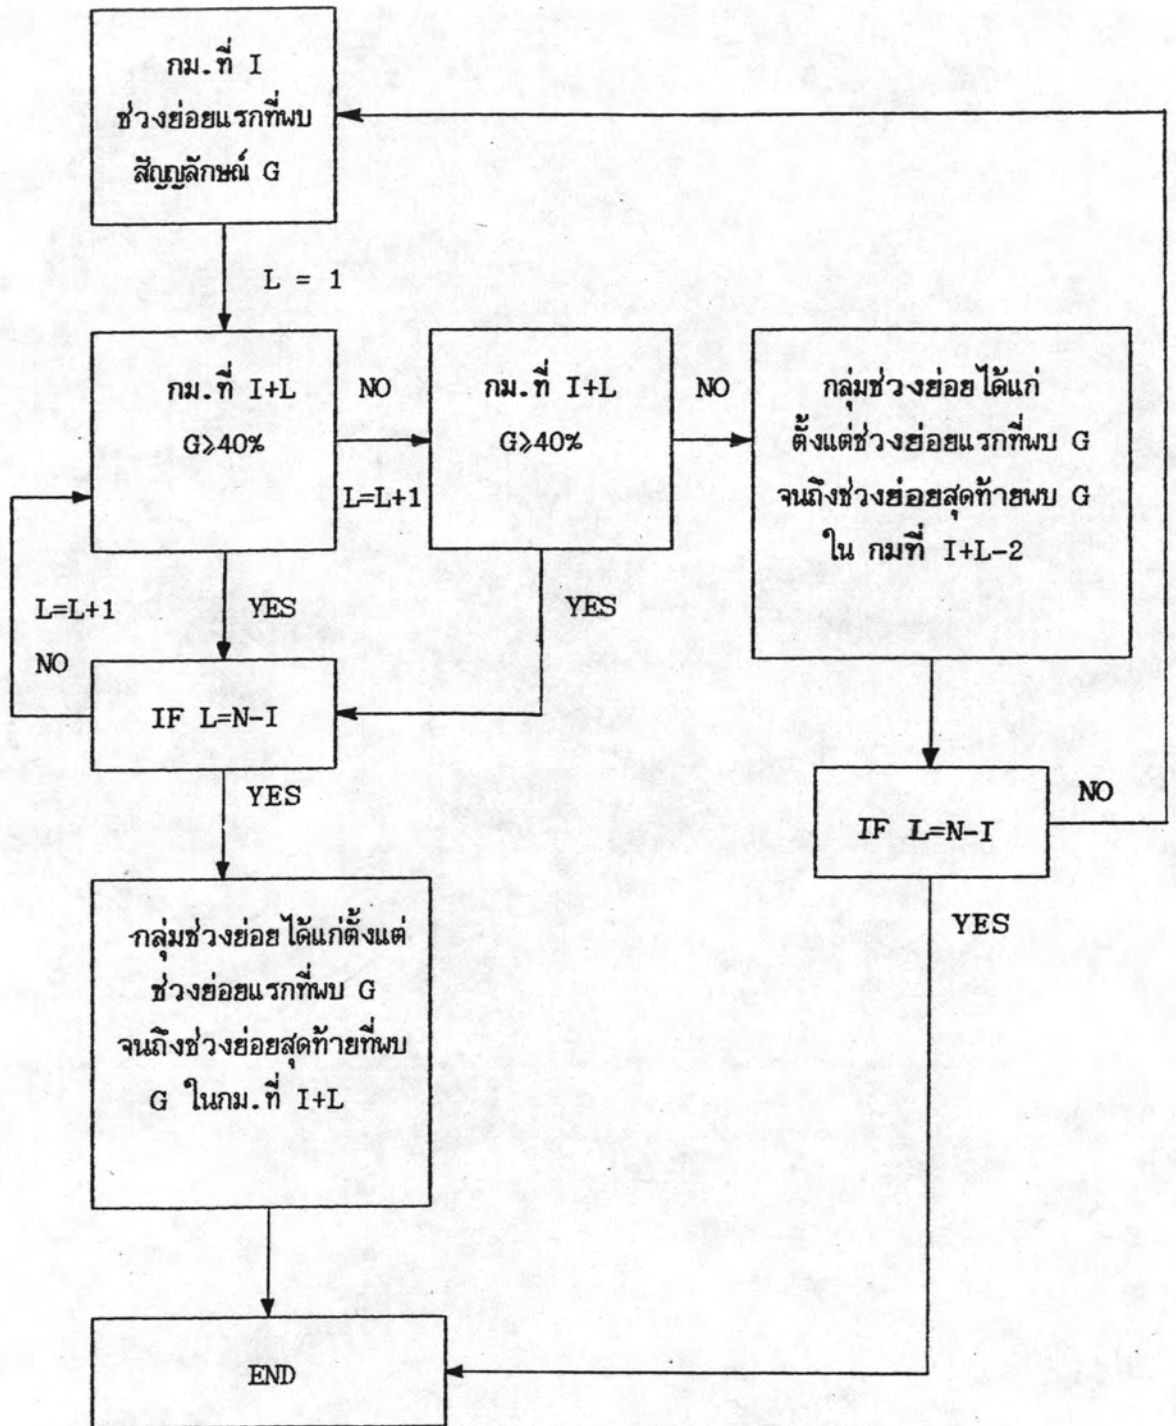 กม.ที่ I
ช่วงย่อยแรกที่พบ
สัญญลักษณ์ G
L = 1
กม.ที่ I+L
G⩾40%
NO
L=L+1
กม.ที่ I+L
G⩾40%
NO
กลุ่มช่วงย่อยได้แก่
ตั้งแต่ช่วงย่อยแรกที่พบ G
จนถึงช่วงย่อยสุดท้ายพบ G
ใน กมที่ I+L-2
L=L+1
NO
YES
YES
IF L=N-I
YES
IF L=N-I
NO
YES
กลุ่มช่วงย่อยได้แก่ตั้งแต่
ช่วงย่อยแรกที่พบ G
จนถึงช่วงย่อยสุดท้ายที่พบ
G ในกม.ที่ I+L
END